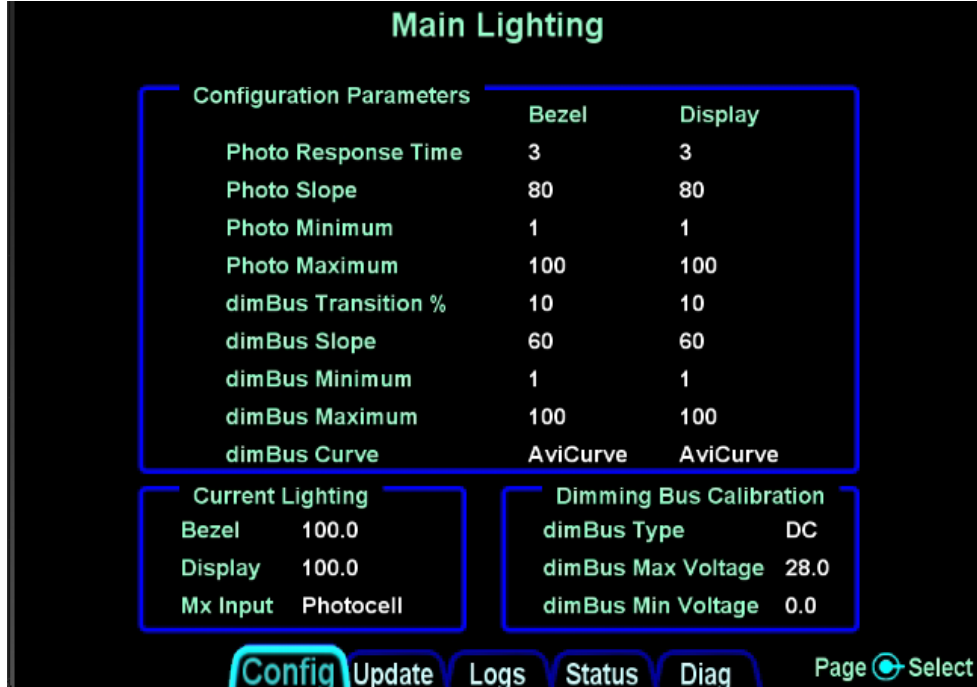 Main Lighting
Configuration Parameters
Bezel Display
Photo Response Time 3 3
Photo Slope 80 80
Photo Minimum 1 1
Photo Maximum 100 100
dimBus Transition % 10 10
dimBus Slope 60 60
dimBus Minimum 1 1
dimBus Maximum 100 100
dimBus Curve AviCurve AviCurve
Current Lighting
Bezel 100.0
Display 100.0
Mx Input Photocell
Dimming Bus Calibration
dimBus Type DC
dimBus Max Voltage 28.0
dimBus Min Voltage 0.0
Config Update Logs Status Diag Page Select